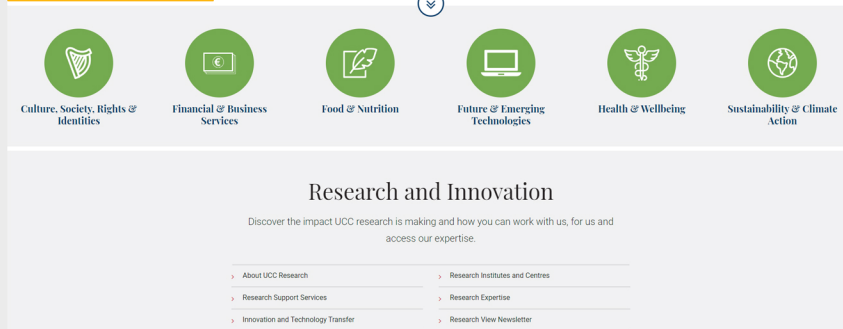 Culture, Society, Rights &
Identities
Financial & Business
Services
Food & Nutrition
Future & Emerging
Technologies
Health & Wellbeing
Sustainability & Climate
Action
Research and Innovation
Discover the impact UCC research is making and how you can work with us, for us and
access our expertise.
About UCC Research
Research Institutes and Centres
Research Support Services
Research Expertise
Innovation and Technology Transfer
Research View Newsletter